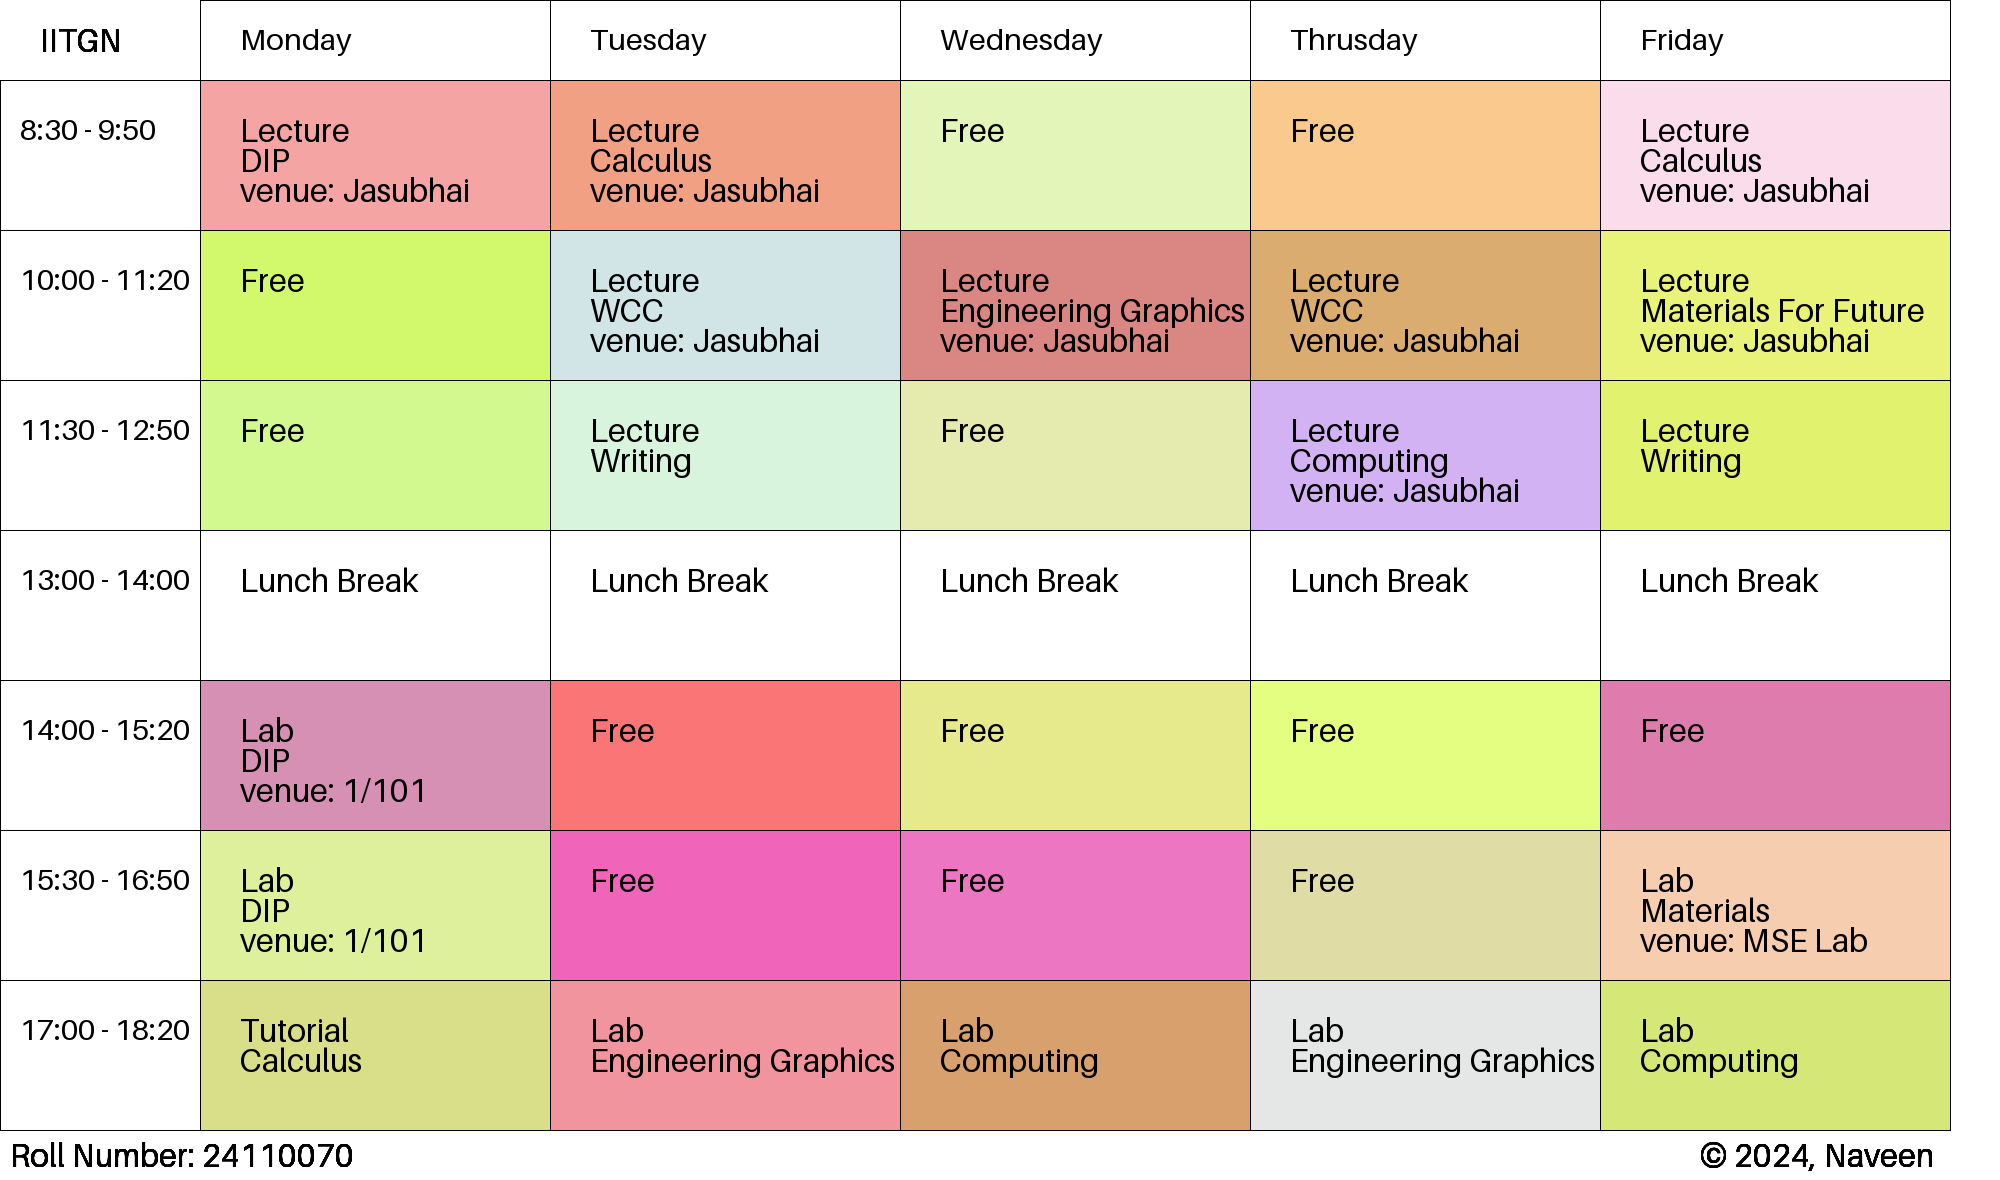 IITGN
Monday
Tuesday
Wednesday
Thrusday
Friday
8:30 - 9:50
Lecture
DIP
venue: Jasubhai
Lecture
Calculus
venue: Jasubhai
Free
Free
Lecture
Calculus
venue: Jasubhai
10:00 - 11:20
Free
Lecture
WCC
venue: Jasubhai
Lecture
Engineering Graphics
venue: Jasubhai
Lecture
WCC
venue: Jasubhai
Lecture
Materials For Future
venue: Jasubhai
11:30 - 12:50
Free
Lecture
Writing
Free
Lecture
Computing
venue: Jasubhai
Lecture
Writing
13:00 - 14:00
Lunch Break
Lunch Break
Lunch Break
Lunch Break
Lunch Break
14:00 - 15:20
Lab
DIP
venue: 1/101
Free
Free
Free
Free
15:30 - 16:50
Lab
DIP
venue: 1/101
Free
Free
Free
Lab
Materials
venue: MSE Lab
17:00 - 18:20
Tutorial
Calculus
Lab
Engineering Graphics
Lab
Computing
Lab
Engineering Graphics
Lab
Computing
Roll Number: 24110070
© 2024, Naveen